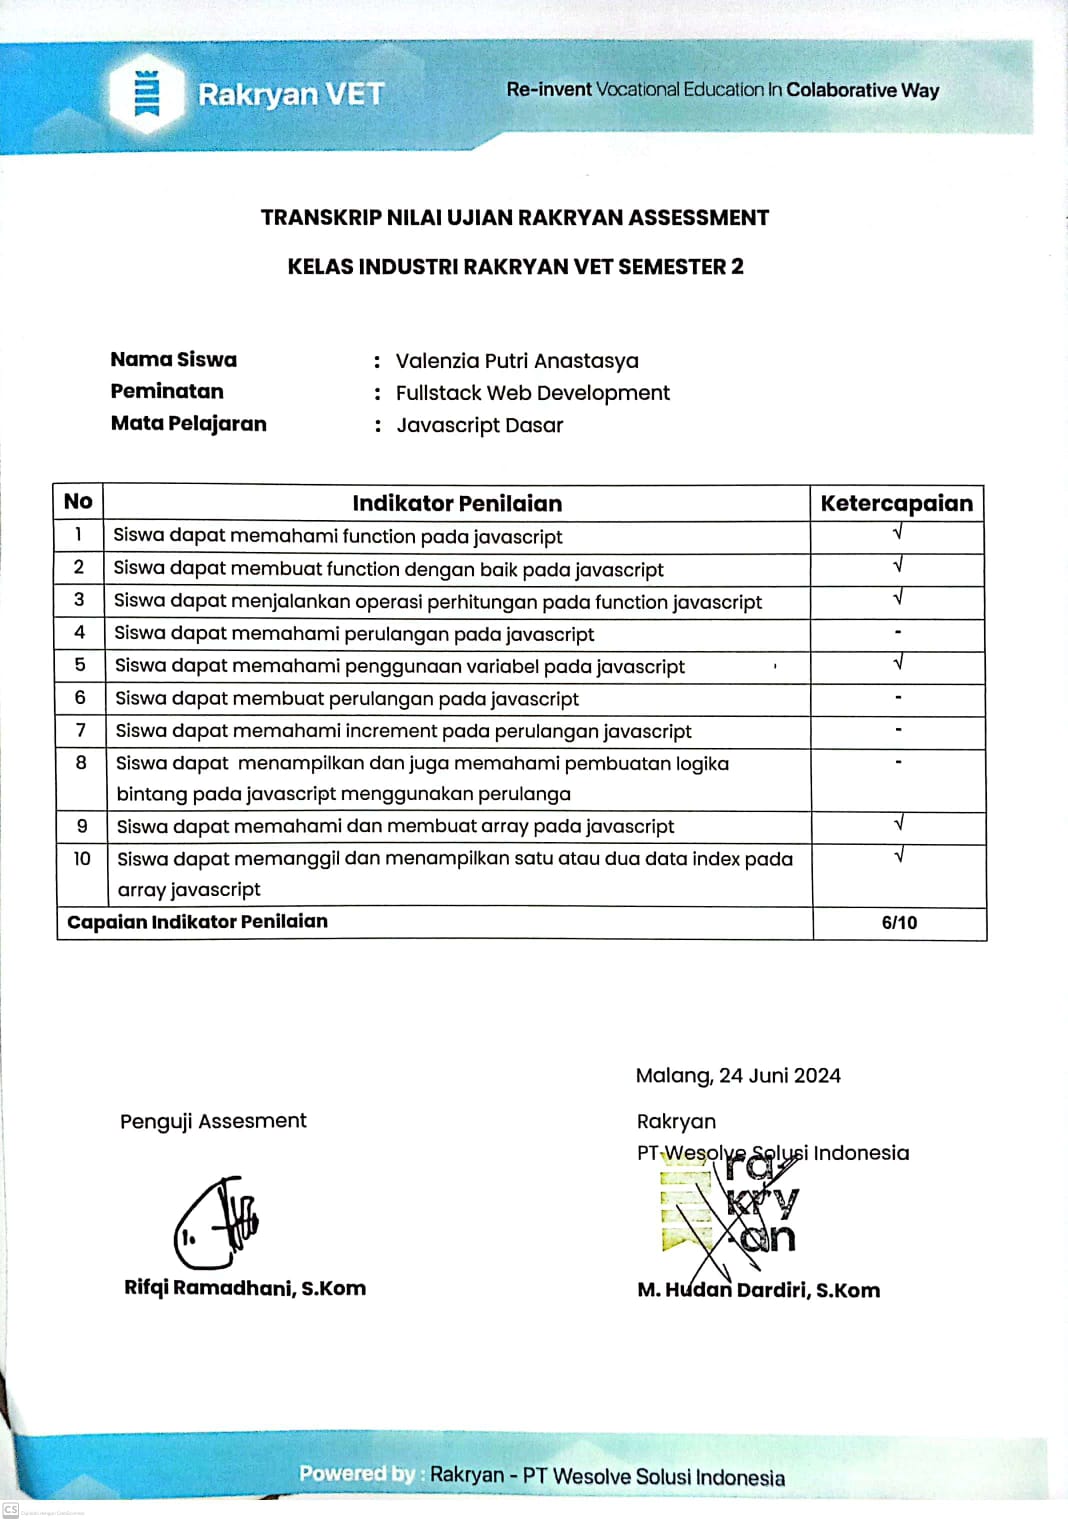 Rakryan VET
Re-invent Vocational Education In Colaborative Way
TRANSKRIP NILAI UJIAN RAKRYAN ASSESSMENT
KELAS INDUSTRI RAKRYAN VET SEMESTER 2
Nama Siswa : Valenzia Putri Anastasya
Peminatan : Fullstack Web Development
Mata Pelajaran : Javascript Dasar
No Indikator Penilaian Ketercapaian
1 Siswa dapat memahami function pada javascript √
2 Siswa dapat membuat function dengan baik pada javascript √
3 Siswa dapat menjalankan operasi perhitungan pada function javascript √
4 Siswa dapat memahami perulangan pada javascript -
5 Siswa dapat memahami penggunaan variabel pada javascript √
6 Siswa dapat membuat perulangan pada javascript -
7 Siswa dapat memahami increment pada perulangan javascript -
8 Siswa dapat menampilkan dan juga memahami pembuatan logika -
bintang pada javascript menggunakan perulanga
9 Siswa dapat memahami dan membuat array pada javascript √
10 Siswa dapat memanggil dan menampilkan satu atau dua data index pada √
array javascript
Capaian Indikator Penilaian 6/10
Malang, 24 Juni 2024
Penguji Assesment
Rakryan
PT Wesolve Solusi Indonesia
ra
kry
an
Rifqi Ramadhani, S.Kom
M. Hudan Dardiri, S.Kom
Powered by : Rakryan - PT Wesolve Solusi Indonesia
CS